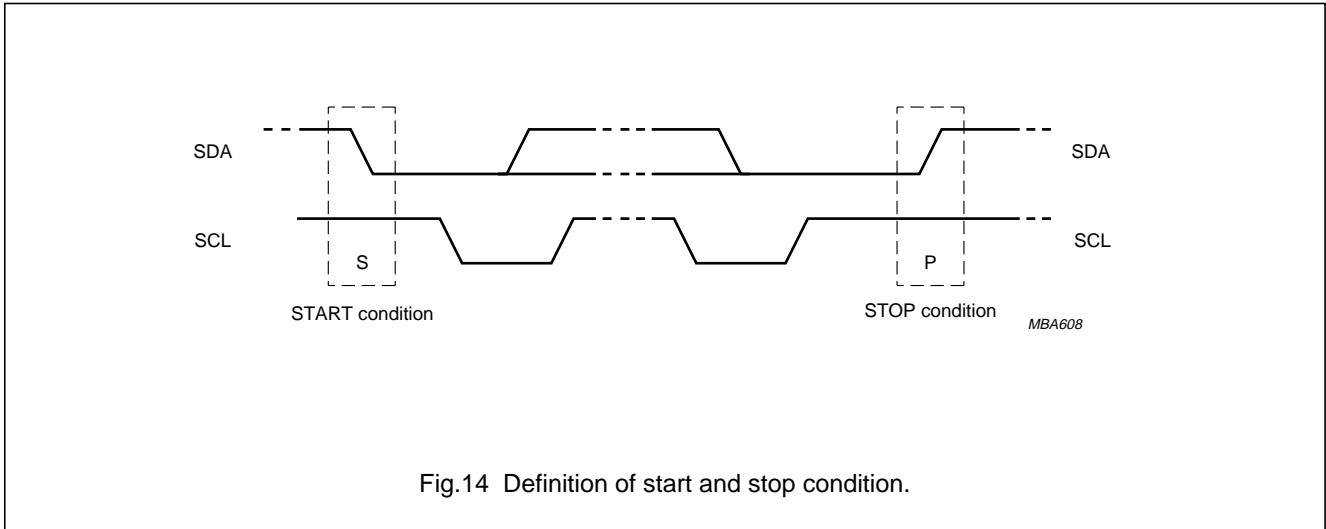 SDA
SDA
SCL
SCL
S
P
START condition
STOP condition
MBA608
Fig.14 Definition of start and stop condition.